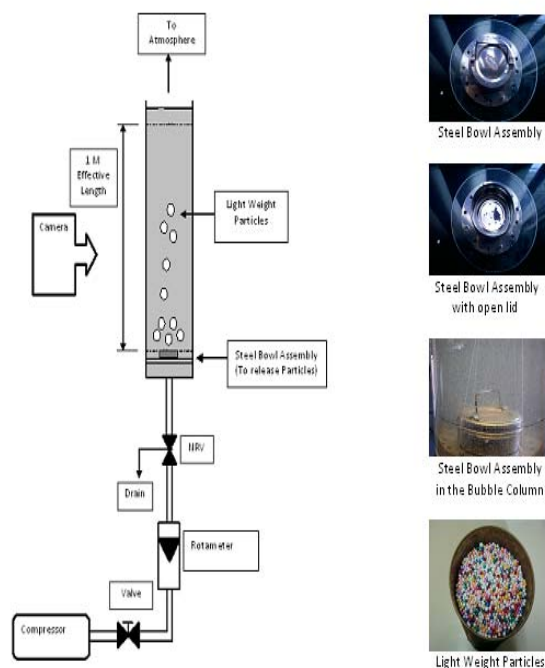 To
Atmosphere
1 M
Effective
Length
Camera
Light Weight
Particles
Steel Bowl Assembly
(To release Particles)
NRV
Drain
Rotameter
Valve
Compressor
Steel Bowl Assembly
Steel Bowl Assembly
with open lid
Steel Bowl Assembly
in the Bubble Column
Light Weight Particles